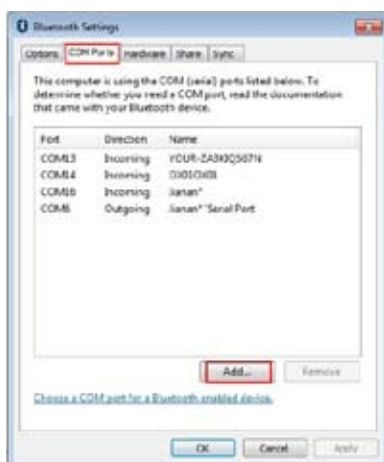 Bluetooth Settings
Options COM Ports Hardware Share Sync
This computer is using the COM (serial) ports listed below. To
determine whether you need a COM port, read the documentation
that came with your Bluetooth device.
Port Direction Name
COM13 Incoming
COM14 Incoming
COM16 Incoming Jianan"
COM6 Outgoing Jianan" 'Serial Port
Add... Remove
Choose a COM port for a Bluetooth enabled device.
OK Cancel Apply